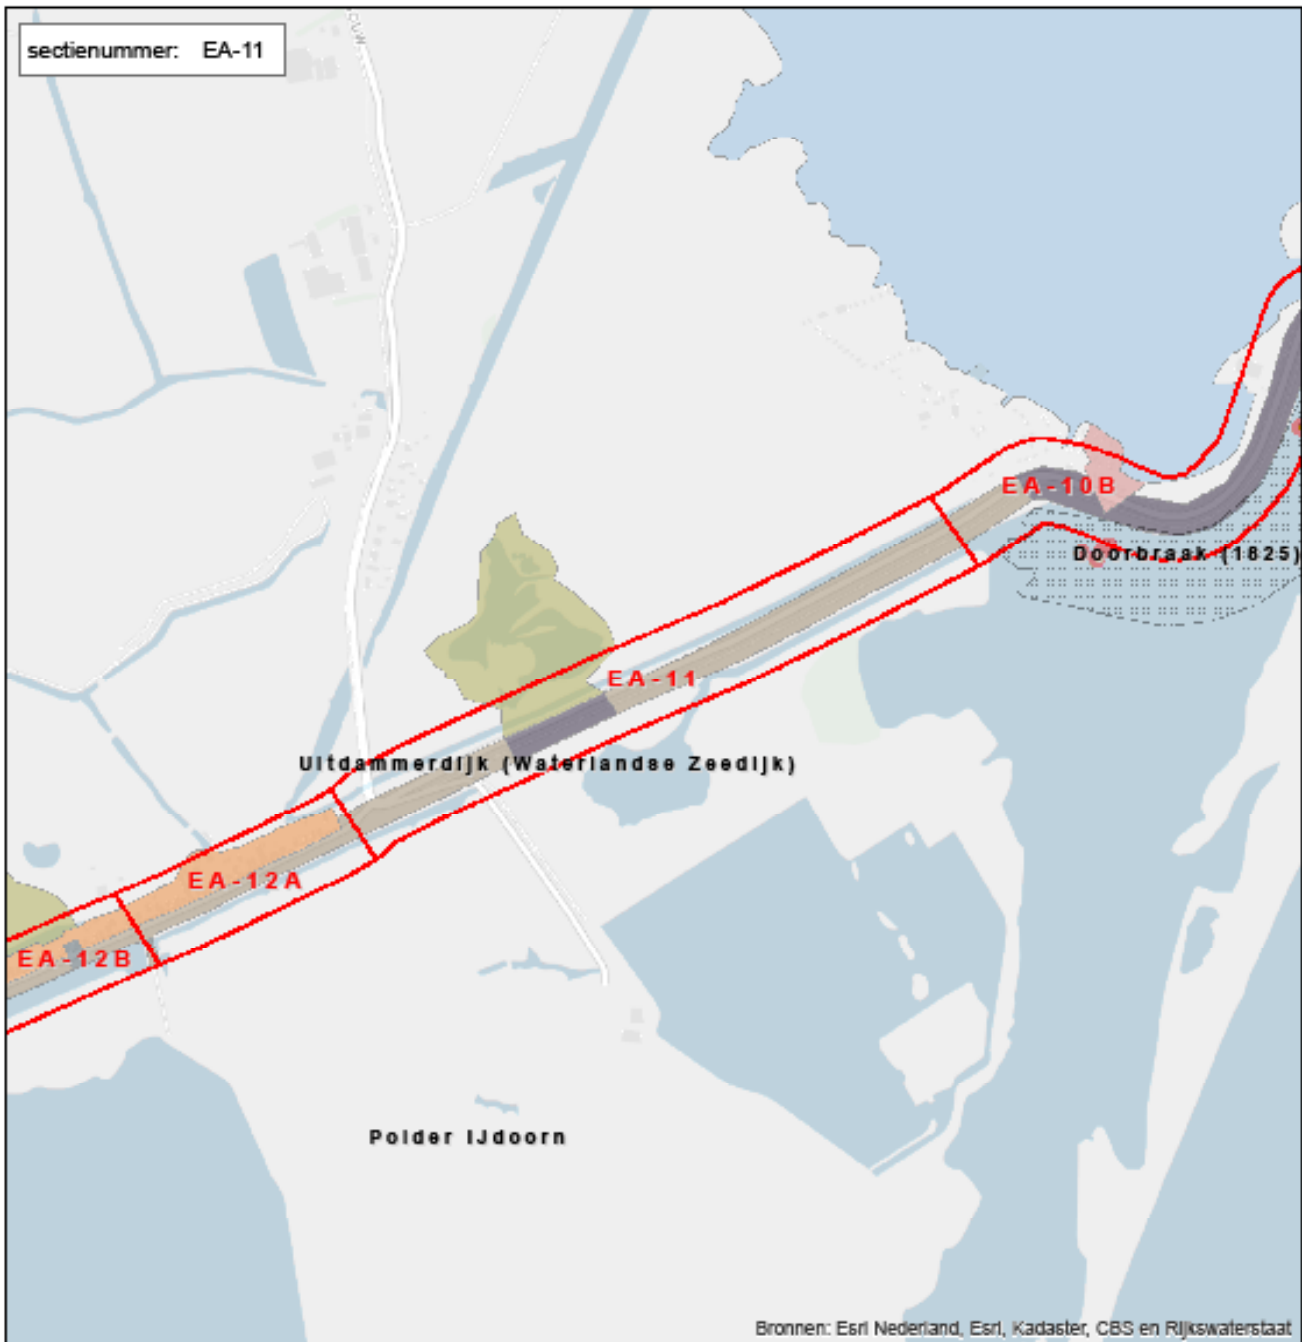 OUW
sectienummer: EA-11
EA-10B
Doorbraak (1825)
EA-11
Uitdammerdijk (Waterlandse Zeedijk)
EA-12A
EA-12B
Polder IJdoorn
Bronnen: Esri Nederland, Esri, Kadaster, CBS en Rijkswaterstaat